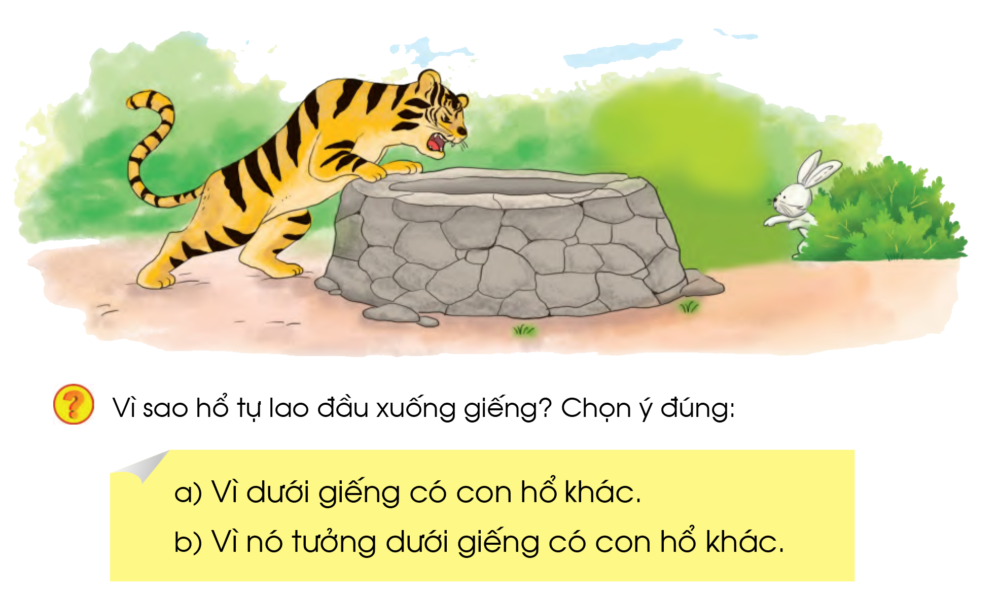 ?
Vì sao hổ tự lao đầu xuống giếng? Chọn ý đúng:
a) Vì dưới giếng có con hổ khác.
b) Vì nó tưởng dưới giếng có con hổ khác.